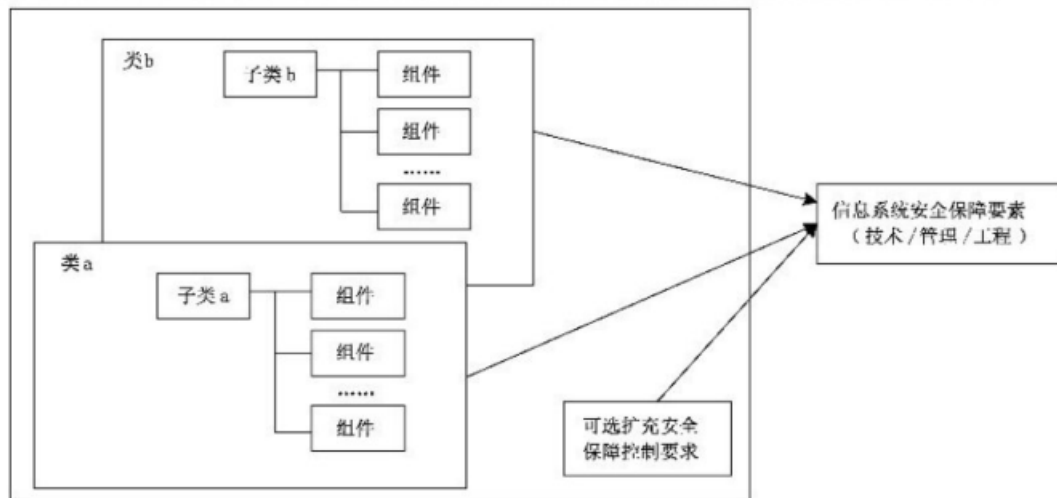 类b
子类b
组件
组件
……
组件
类a
子类a
组件
组件
……
组件
信息系统安全保障要素
(技术/管理/工程)
可选扩充安全
保障控制要求